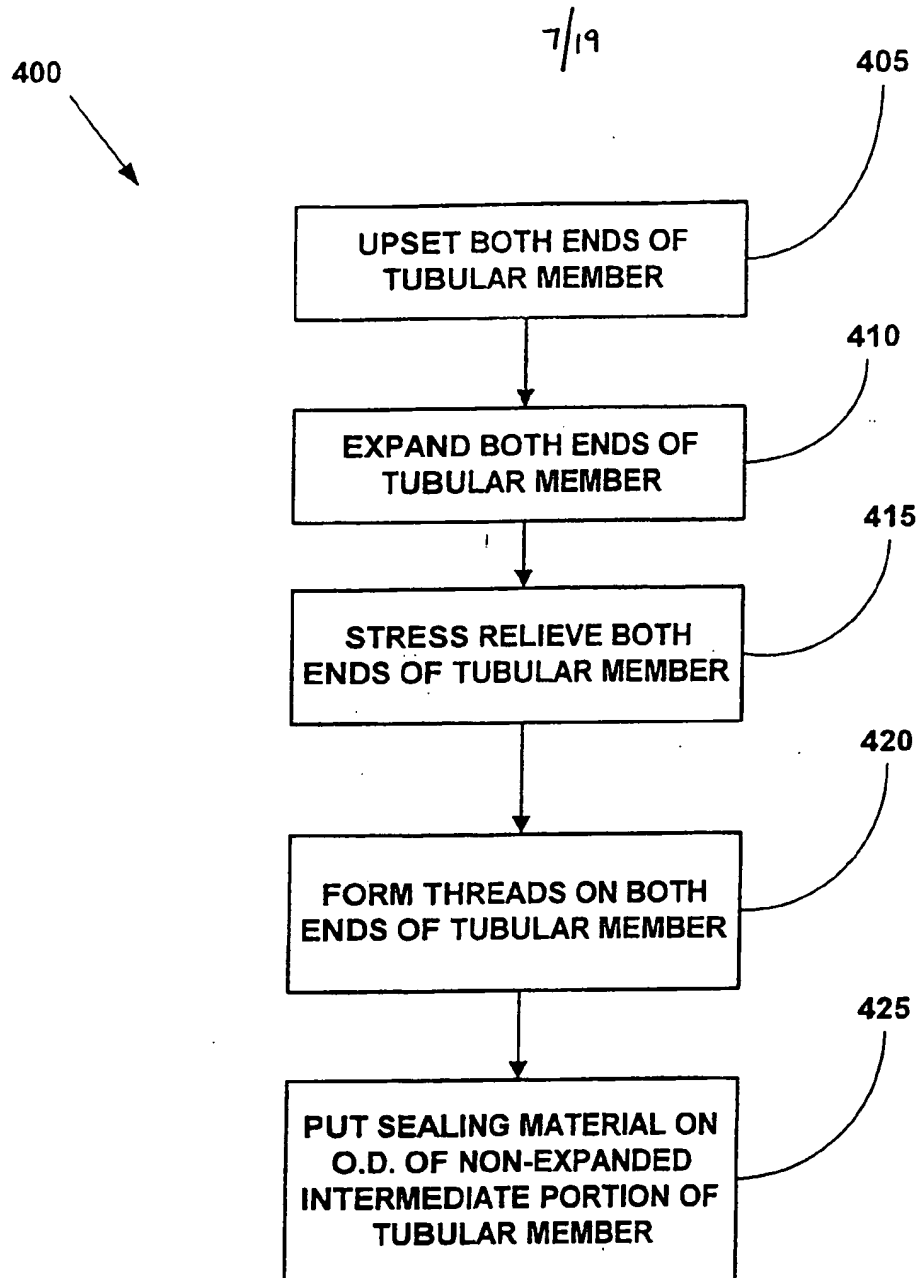 7/19
400
405
UPSET BOTH ENDS OF
TUBULAR MEMBER
410
EXPAND BOTH ENDS OF
TUBULAR MEMBER
415
STRESS RELIEVE BOTH
ENDS OF TUBULAR MEMBER
420
FORM THREADS ON BOTH
ENDS OF TUBULAR MEMBER
425
PUT SEALING MATERIAL ON
O.D. OF NON-EXPANDED
INTERMEDIATE PORTION OF
TUBULAR MEMBER